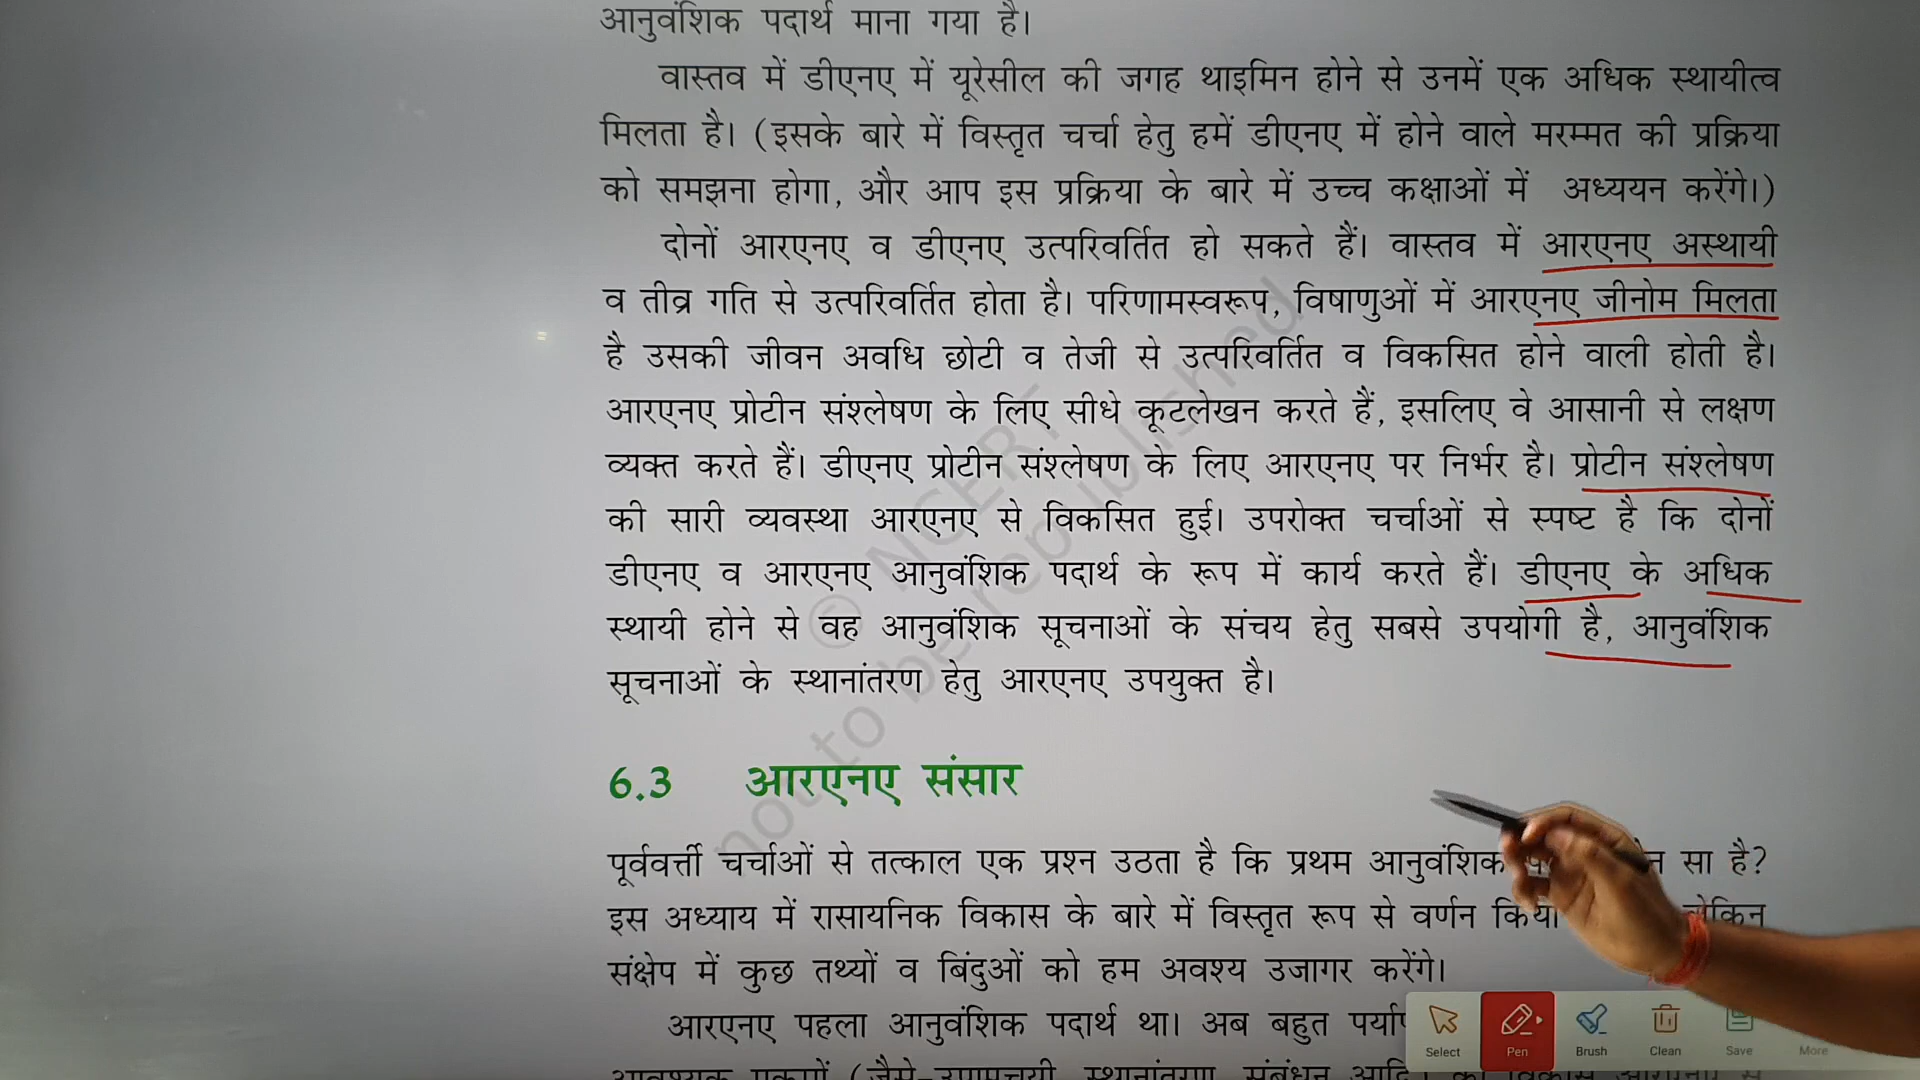 आनुवंशिक पदार्थ माना गया है।
वास्तव में डीएनए में यूरेसील की जगह थाइमिन होने से उनमें एक अधिक स्थायीत्व
मिलता है। (इसके बारे में विस्तृत चर्चा हेतु हमें डीएनए में होने वाले मरम्मत की प्रक्रिया
को समझना होगा, और आप इस प्रक्रिया के बारे में उच्च कक्षाओं में अध्ययन करेंगे।)
दोनों आरएनए व डीएनए उत्परिवर्तित हो सकते हैं। वास्तव में आरएनए अस्थायी
व तीव्र गति से उत्परिवर्तित होता है। परिणामस्वरूप, विषाणुओं में आरएनए जीनोम मिलता
है उसकी जीवन अवधि छोटी व तेजी से उत्परिवर्तित व विकसित होने वाली होती है।
आरएनए प्रोटीन संश्लेषण के लिए सीधे कूटलेखन करते हैं, इसलिए वे आसानी से लक्षण
व्यक्त करते हैं। डीएनए प्रोटीन संश्लेषण के लिए आरएनए पर निर्भर है। प्रोटीन संश्लेषण
की सारी व्यवस्था आरएनए से विकसित हुई। उपरोक्त चर्चाओं से स्पष्ट है कि दोनों
डीएनए व आरएनए आनुवंशिक पदार्थ के रूप में कार्य करते हैं। डीएनए के अधिक
स्थायी होने से वह आनुवंशिक सूचनाओं के संचय हेतु सबसे उपयोगी है, आनुवंशिक
सूचनाओं के स्थानांतरण हेतु आरएनए उपयुक्त है।
© NCERT
not to be republished
6.3 आरएनए संसार
पूर्ववर्त्ती चर्चाओं से तत्काल एक प्रश्न उठता है कि प्रथम आनुवंशिक सा है?
इस अध्याय में रासायनिक विकास के बारे में विस्तृत रूप से वर्णन किया लेकिन
संक्षेप में कुछ तथ्यों व बिंदुओं को हम अवश्य उजागर करेंगे।
आरएनए पहला आनुवंशिक पदार्थ था। अब बहुत
Select Pen Brush Clean Save More